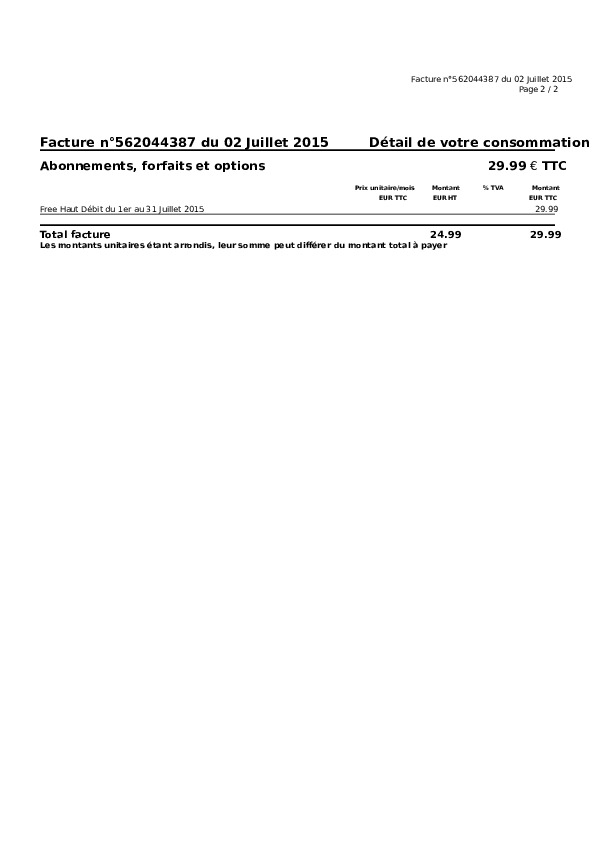 Facture n°562044387 du 02 Juillet 2015
Page 2 / 2
Facture n°562044387 du 02 Juillet 2015 Détail de votre consommation
Abonnements, forfaits et options 29.99 € TTC
Prix unitaire/mois Montant % TVA Montant
EUR TTC EUR HT EUR TTC
Free Haut Débit du 1er au 31 Juillet 2015 29.99
Total facture 24.99 29.99
Les montants unitaires étant arrondis, leur somme peut différer du montant total à payer